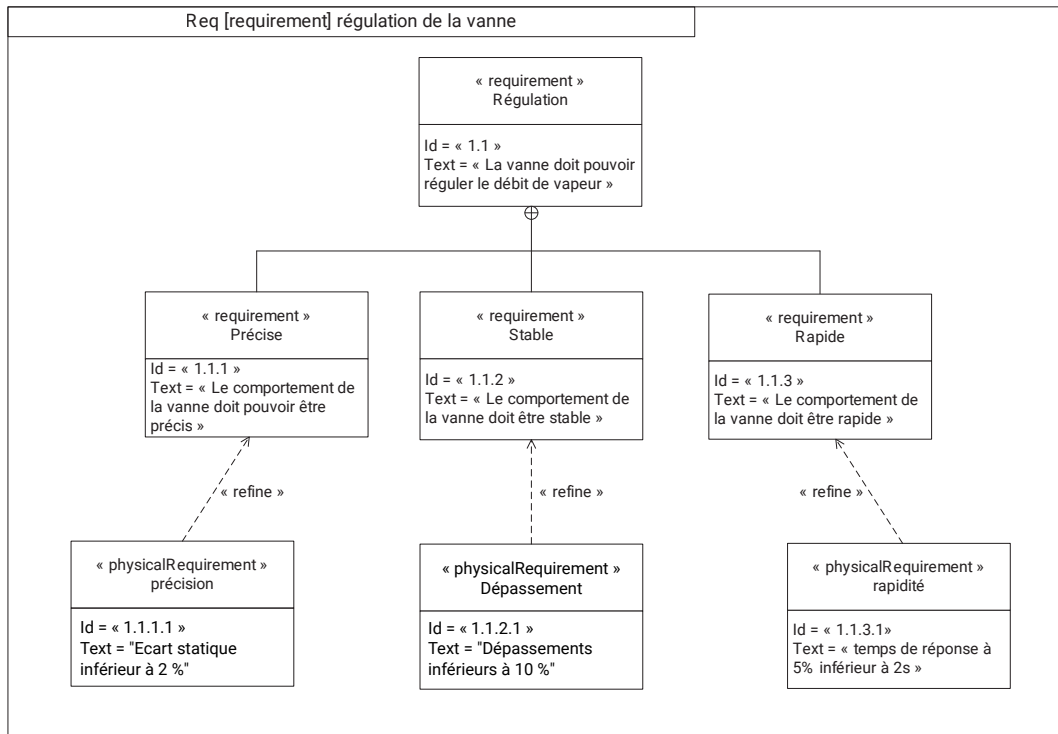 Req [requirement] régulation de la vanne
« requirement »
Régulation
Id = « 1.1 »
Text = « La vanne doit pouvoir
réguler le débit de vapeur »
« requirement »
Précise
Id = « 1.1.1 »
Text = « Le comportement de
la vanne doit pouvoir être
précis »
« requirement »
Stable
Id = « 1.1.2 »
Text = « Le comportement de
la vanne doit être stable »
« requirement »
Rapide
Id = « 1.1.3 »
Text = « Le comportement de
la vanne doit être rapide »
« refine »
« refine »
« refine »
« physicalRequirement »
précision
Id = « 1.1.1.1 »
Text = "Ecart statique
inférieur à 2 %"
« physicalRequirement »
Dépassement
Id = « 1.1.2.1 »
Text = "Dépassements
inférieurs à 10 %"
« physicalRequirement »
rapidité
Id = « 1.1.3.1»
Text = « temps de réponse à
5% inférieur à 2s »